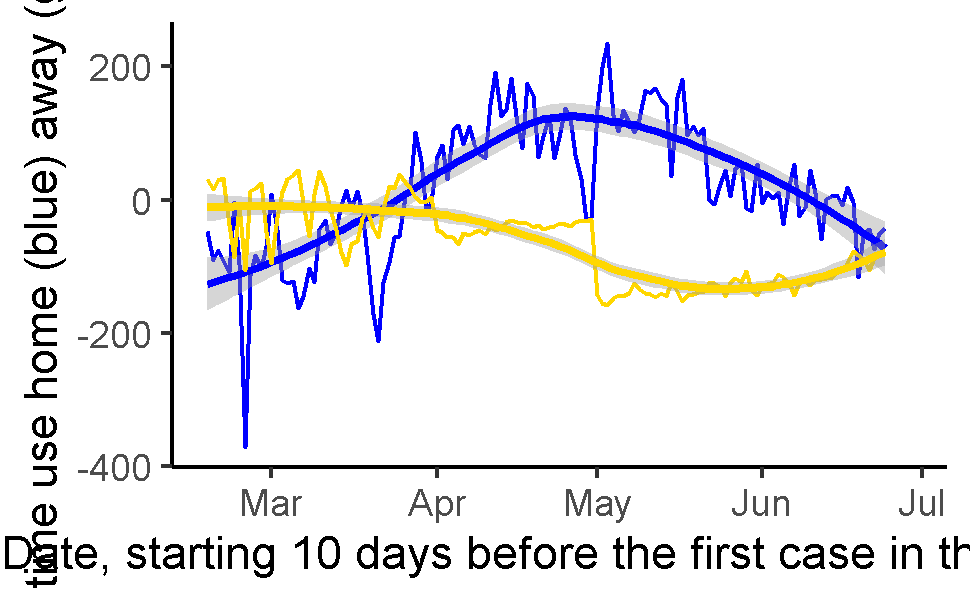 time use home (blue) away (
200
0
-200
-400
Mar Apr May Jun Jul
Date, starting 10 days before the first case in th